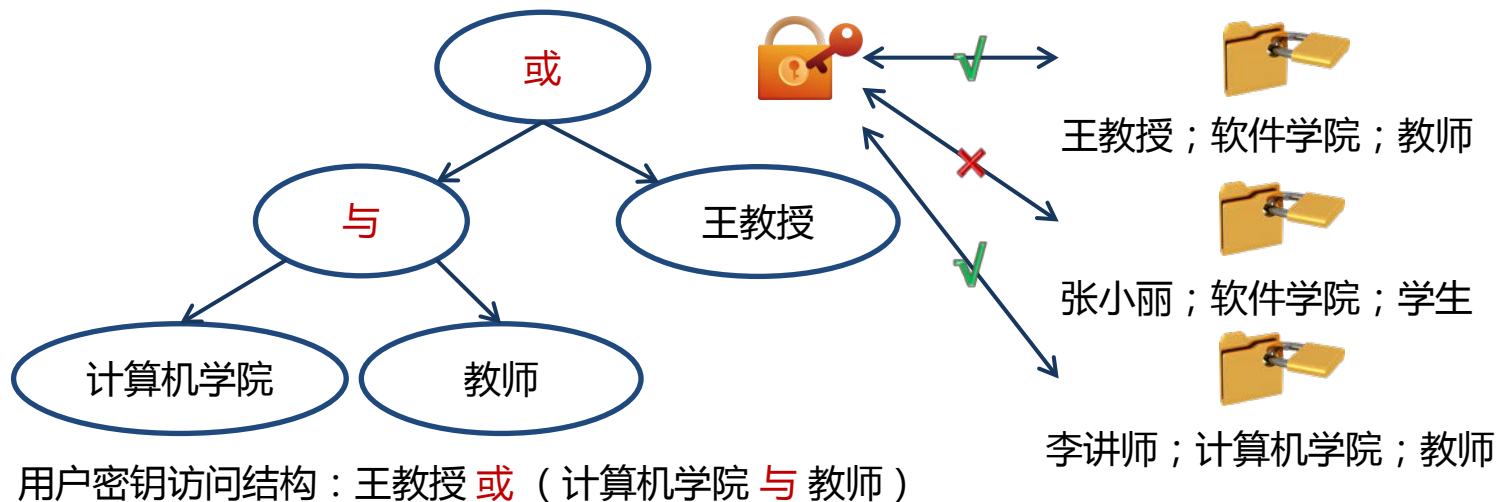 或
与
王教授
计算机学院
教师
用户密钥访问结构：王教授 或 （计算机学院 与 教师）
王教授；软件学院；教师
张小丽；软件学院；学生
李讲师；计算机学院；教师